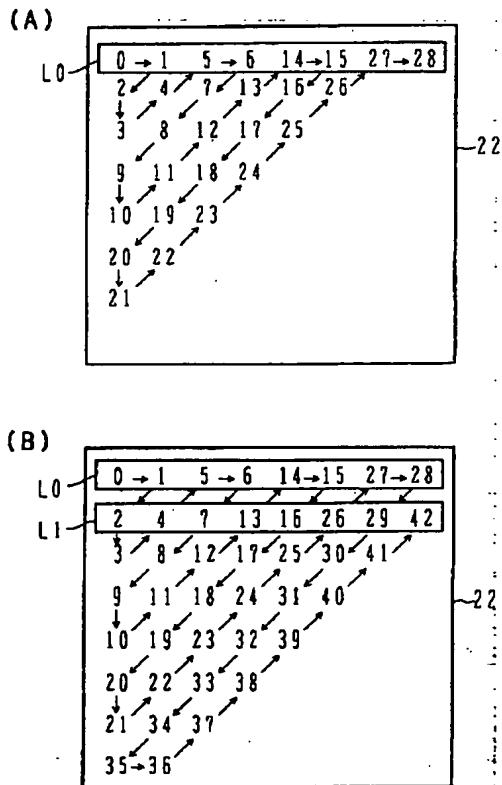 (A)
L0 0→1 5→6 14→15 27→28
2 4 7 13 16 26
3 8 12 17 25
22
9 11 18 24
10 19 23
20 22
21
(B)
L0 0→1 5→6 14→15 27→28
L1 2 4 7 13 16 26 29 42
3 8 12 17 25 30 41
9 11 18 24 31 40
22
10 19 23 32 39
20 22 33 38
21 34 37
35→36